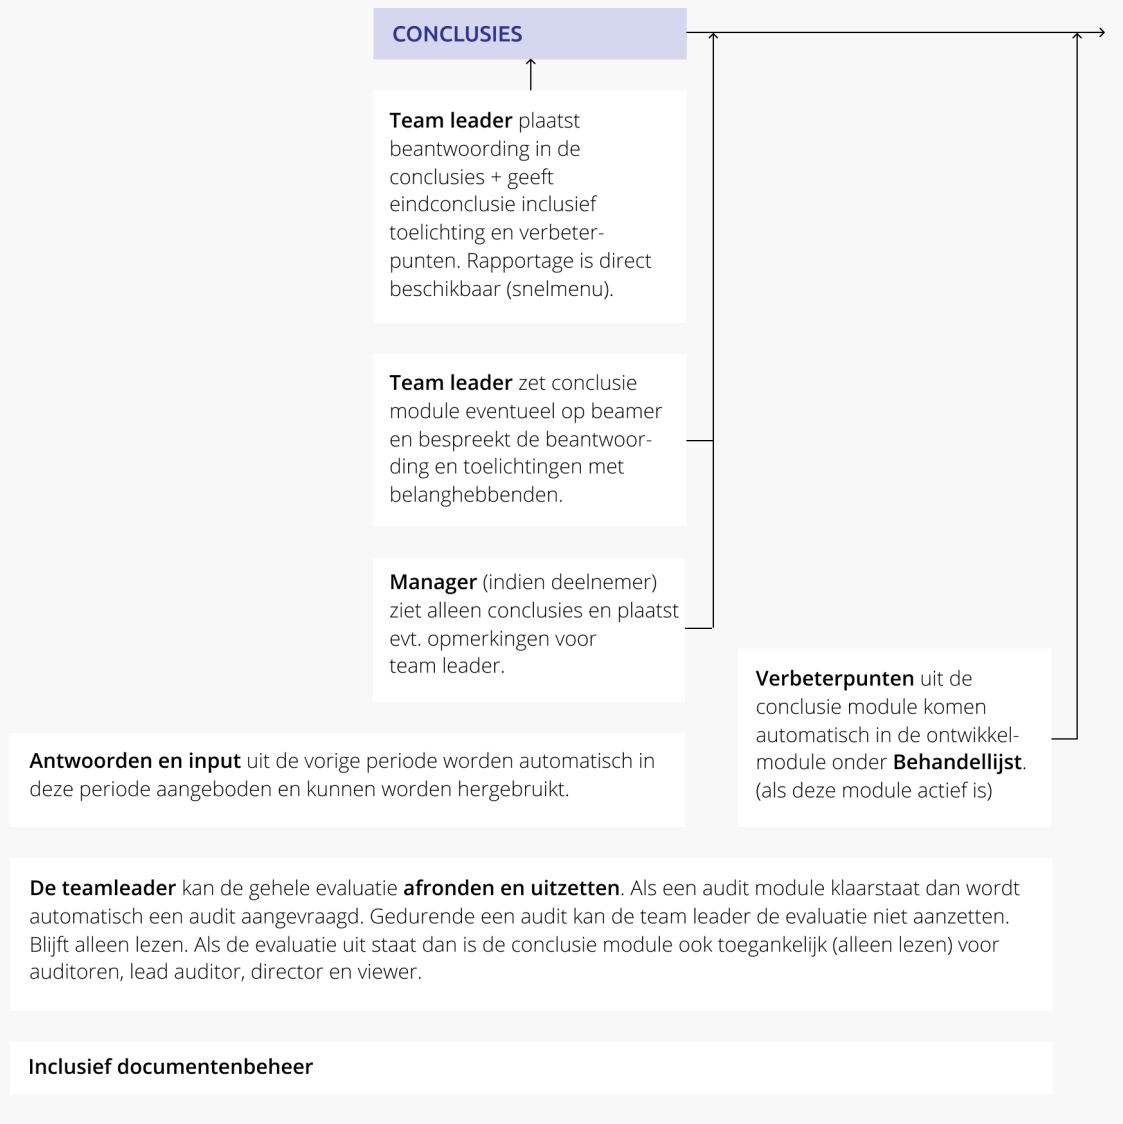 CONCLUSIES
Team leader plaatst
beantwoording in de
conclusies + geeft
eindconclusie inclusief
toelichting en verbeter-
punten. Rapportage is direct
beschikbaar (snelmenu).
Team leader zet conclusie
module eventueel op beamer
en bespreekt de beantwoor-
ding en toelichtingen met
belanghebbenden.
Manager (indien deelnemer)
ziet alleen conclusies en plaatst
evt. opmerkingen voor
team leader.
Verbeterpunten uit de
conclusie module komen
automatisch in de ontwikkel-
module onder Behandellijst.
(als deze module actief is)
Antwoorden en input uit de vorige periode worden automatisch in
deze periode aangeboden en kunnen worden hergebruikt.
De teamleader kan de gehele evaluatie afronden en uitzetten. Als een audit module klaarstaat dan wordt
automatisch een audit aangevraagd. Gedurende een audit kan de team leader de evaluatie niet aanzetten.
Blijft alleen lezen. Als de evaluatie uit staat dan is de conclusie module ook toegankelijk (alleen lezen) voor
auditoren, lead auditor, director en viewer.
Inclusief documentenbeheer